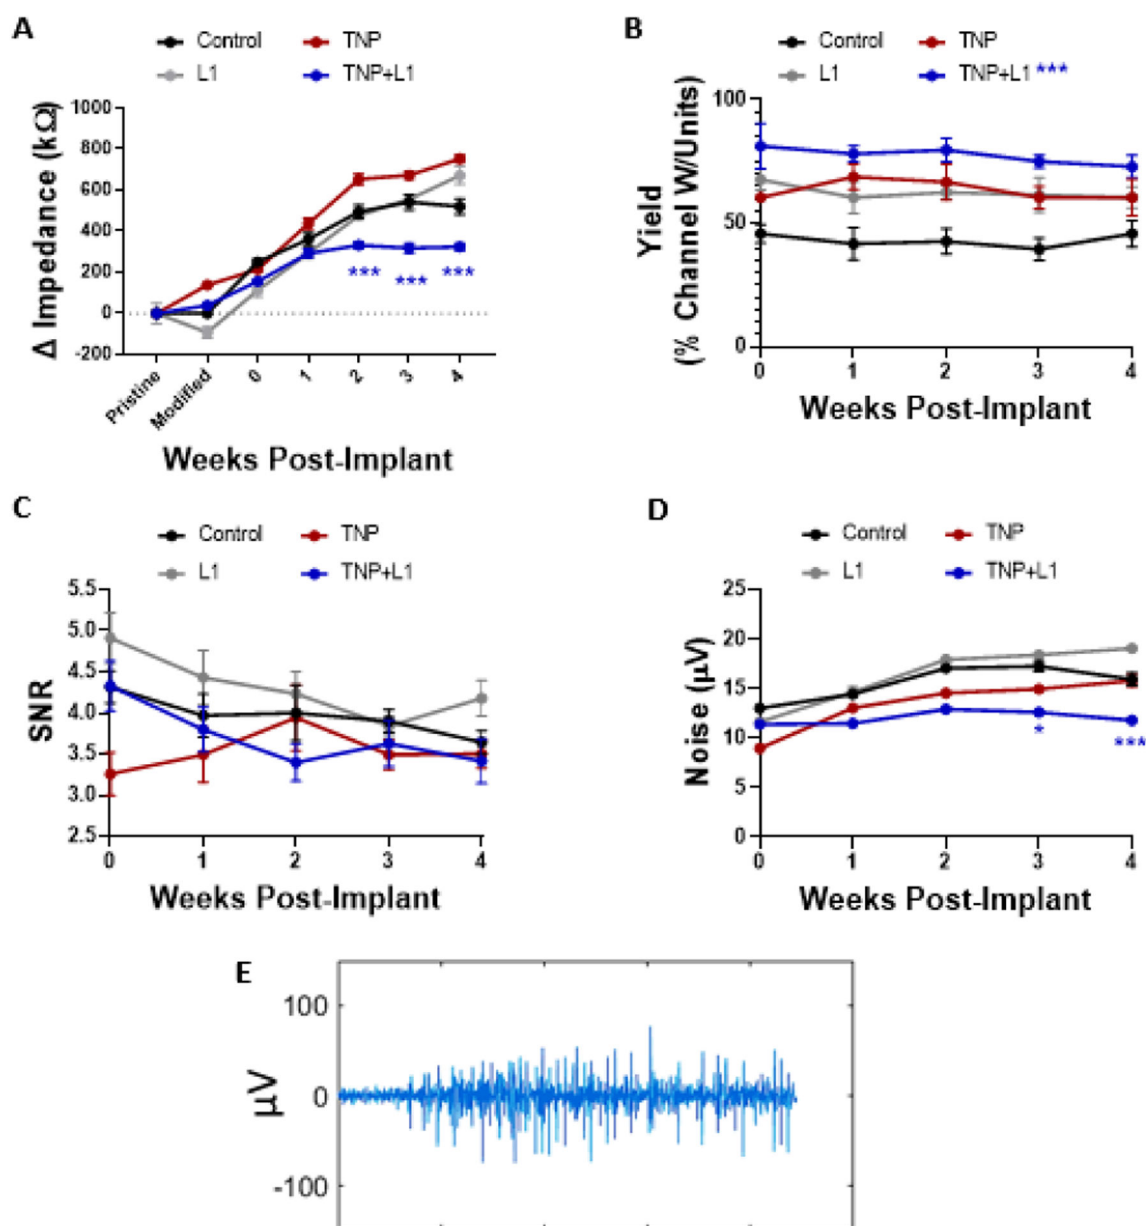 A
Control
TNP
L1
TNP+L1
Δ Impedance (kΩ)
1000
800
600
400
200
0
-200
***
***
***
Pristine
Modified
0
1
2
3
4
Weeks Post-Implant
B
Control
TNP
L1
TNP+L1 ***
Yield
(% Channel W/Units)
100
50
0
0
1
2
3
4
Weeks Post-Implant
C
Control
TNP
L1
TNP+L1
SNR
5.5
5.0
4.5
4.0
3.5
3.0
2.5
0
1
2
3
4
Weeks Post-Implant
D
Control
TNP
L1
TNP+L1
Noise (μV)
25
20
15
10
5
0
*
***
0
1
2
3
4
Weeks Post-Implant
E
μV
100
0
-100